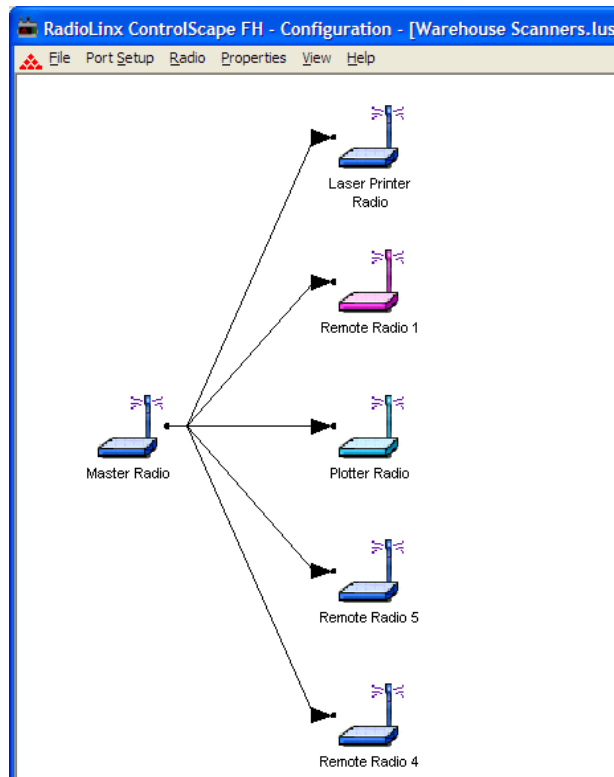 RadioLinx ControlScape FH - Configuration - [Warehouse Scanners.lus
File Port Setup Radio Properties View Help
Laser Printer
Radio
Remote Radio 1
Master Radio
Plotter Radio
Remote Radio 5
Remote Radio 4